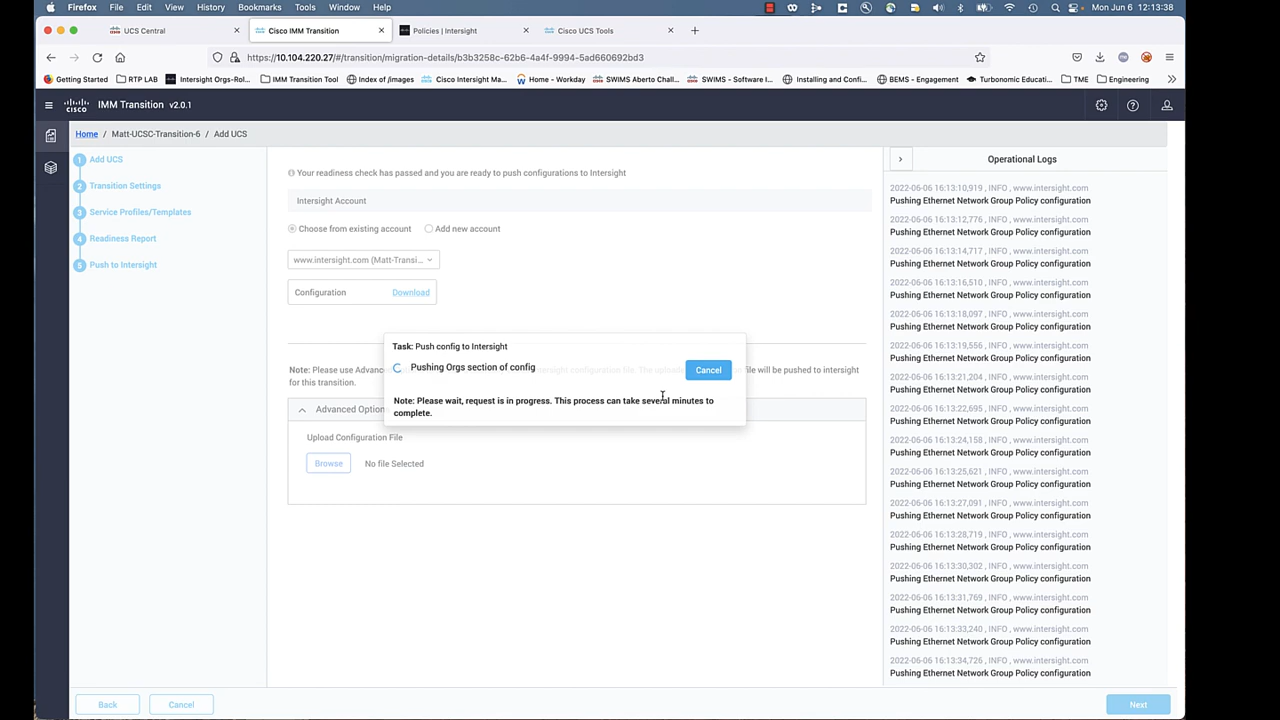 Firefox File Edit View History Bookmarks Tools Window Help Mon Jun 6 12:13:38
UCS Central × Cisco IMM Transition × Policies | Intersight × Cisco UCS Tools × +
https://10.104.220.27/#/transition/migration-details/b3b3258c-62b6-4a4f-9994-5ad660692bd3
Getting Started RTP LAB Intersight Orgs-Rol... IMM Transition Tool Index of /images Cisco Intersight Ma... Home - Workday SWIMS Aberto Chall... SWIMS - Software I... Installing and Confi... BEMS - Engagement Turbonomic Educati... TME Engineering
CISCO IMM Transition v2.0.1
Home / Matt-UCSC-Transition-6 / Add UCS
1 Add UCS
2 Transition Settings
3 Service Profiles/Templates
4 Readiness Report
5 Push to Intersight
Your readiness check has passed and you are ready to push configurations to Intersight
Intersight Account
Choose from existing account Add new account
www.intersight.com (Matt-Transi...
Configuration Download
Task: Push config to Intersight
Pushing Orgs section of config
Cancel
Note: Please wait, request is in progress. This process can take several minutes to
complete.
Note: Please use Advanc
file will be pushed to intersight
for this transition.
Advanced Option
Upload Configuration File
Browse No file Selected
Operational Logs
2022-06-06 16:13:10,919 , INFO , www.intersight.com
Pushing Ethernet Network Group Policy configuration
2022-06-06 16:13:12,776 , INFO , www.intersight.com
Pushing Ethernet Network Group Policy configuration
2022-06-06 16:13:14,717 , INFO , www.intersight.com
Pushing Ethernet Network Group Policy configuration
2022-06-06 16:13:16,510 , INFO , www.intersight.com
Pushing Ethernet Network Group Policy configuration
2022-06-06 16:13:18,097 , INFO , www.intersight.com
Pushing Ethernet Network Group Policy configuration
2022-06-06 16:13:19,556 , INFO , www.intersight.com
Pushing Ethernet Network Group Policy configuration
2022-06-06 16:13:21,204 , INFO , www.intersight.com
Pushing Ethernet Network Group Policy configuration
2022-06-06 16:13:22,695 , INFO , www.intersight.com
Pushing Ethernet Network Group Policy configuration
2022-06-06 16:13:24,158 , INFO , www.intersight.com
Pushing Ethernet Network Group Policy configuration
2022-06-06 16:13:25,621 , INFO , www.intersight.com
Pushing Ethernet Network Group Policy configuration
2022-06-06 16:13:27,091 , INFO , www.intersight.com
Pushing Ethernet Network Group Policy configuration
2022-06-06 16:13:28,719 , INFO , www.intersight.com
Pushing Ethernet Network Group Policy configuration
2022-06-06 16:13:30,302 , INFO , www.intersight.com
Pushing Ethernet Network Group Policy configuration
2022-06-06 16:13:31,769 , INFO , www.intersight.com
Pushing Ethernet Network Group Policy configuration
2022-06-06 16:13:33,240 , INFO , www.intersight.com
Pushing Ethernet Network Group Policy configuration
2022-06-06 16:13:34,726 , INFO , www.intersight.com
Pushing Ethernet Network Group Policy configuration
Back Cancel Next